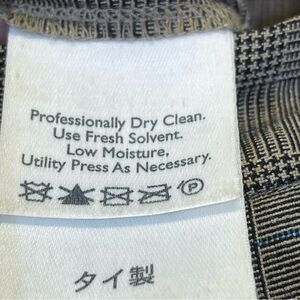 Professionally Dry Clean.
Use Fresh Solvent.
Low Moisture,
Utility Press As Necessary.
P
タイ製